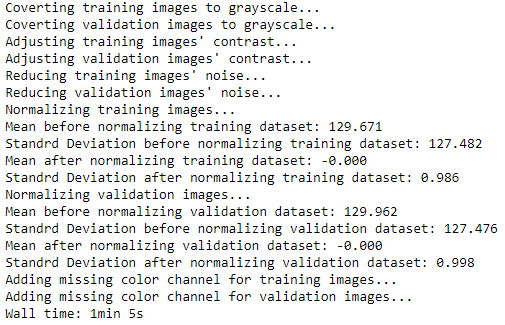 Coverting training images to grayscale...
Coverting validation images to grayscale...
Adjusting training images' contrast...
Adjusting validation images' contrast...
Reducing training images' noise...
Reducing validation images' noise...
Normalizing training images...
Mean before normalizing training dataset: 129.671
Standrd Deviation before normalizing training dataset: 127.482
Mean after normalizing training dataset: -0.000
Standrd Deviation after normalizing training dataset: 0.986
Normalizing validation images...
Mean before normalizing validation dataset: 129.962
Standrd Deviation before normalizing validation dataset: 127.476
Mean after normalizing validation dataset: -0.000
Standrd Deviation after normalizing validation dataset: 0.998
Adding missing color channel for training images...
Adding missing color channel for validation images...
Wall time: 1min 5s